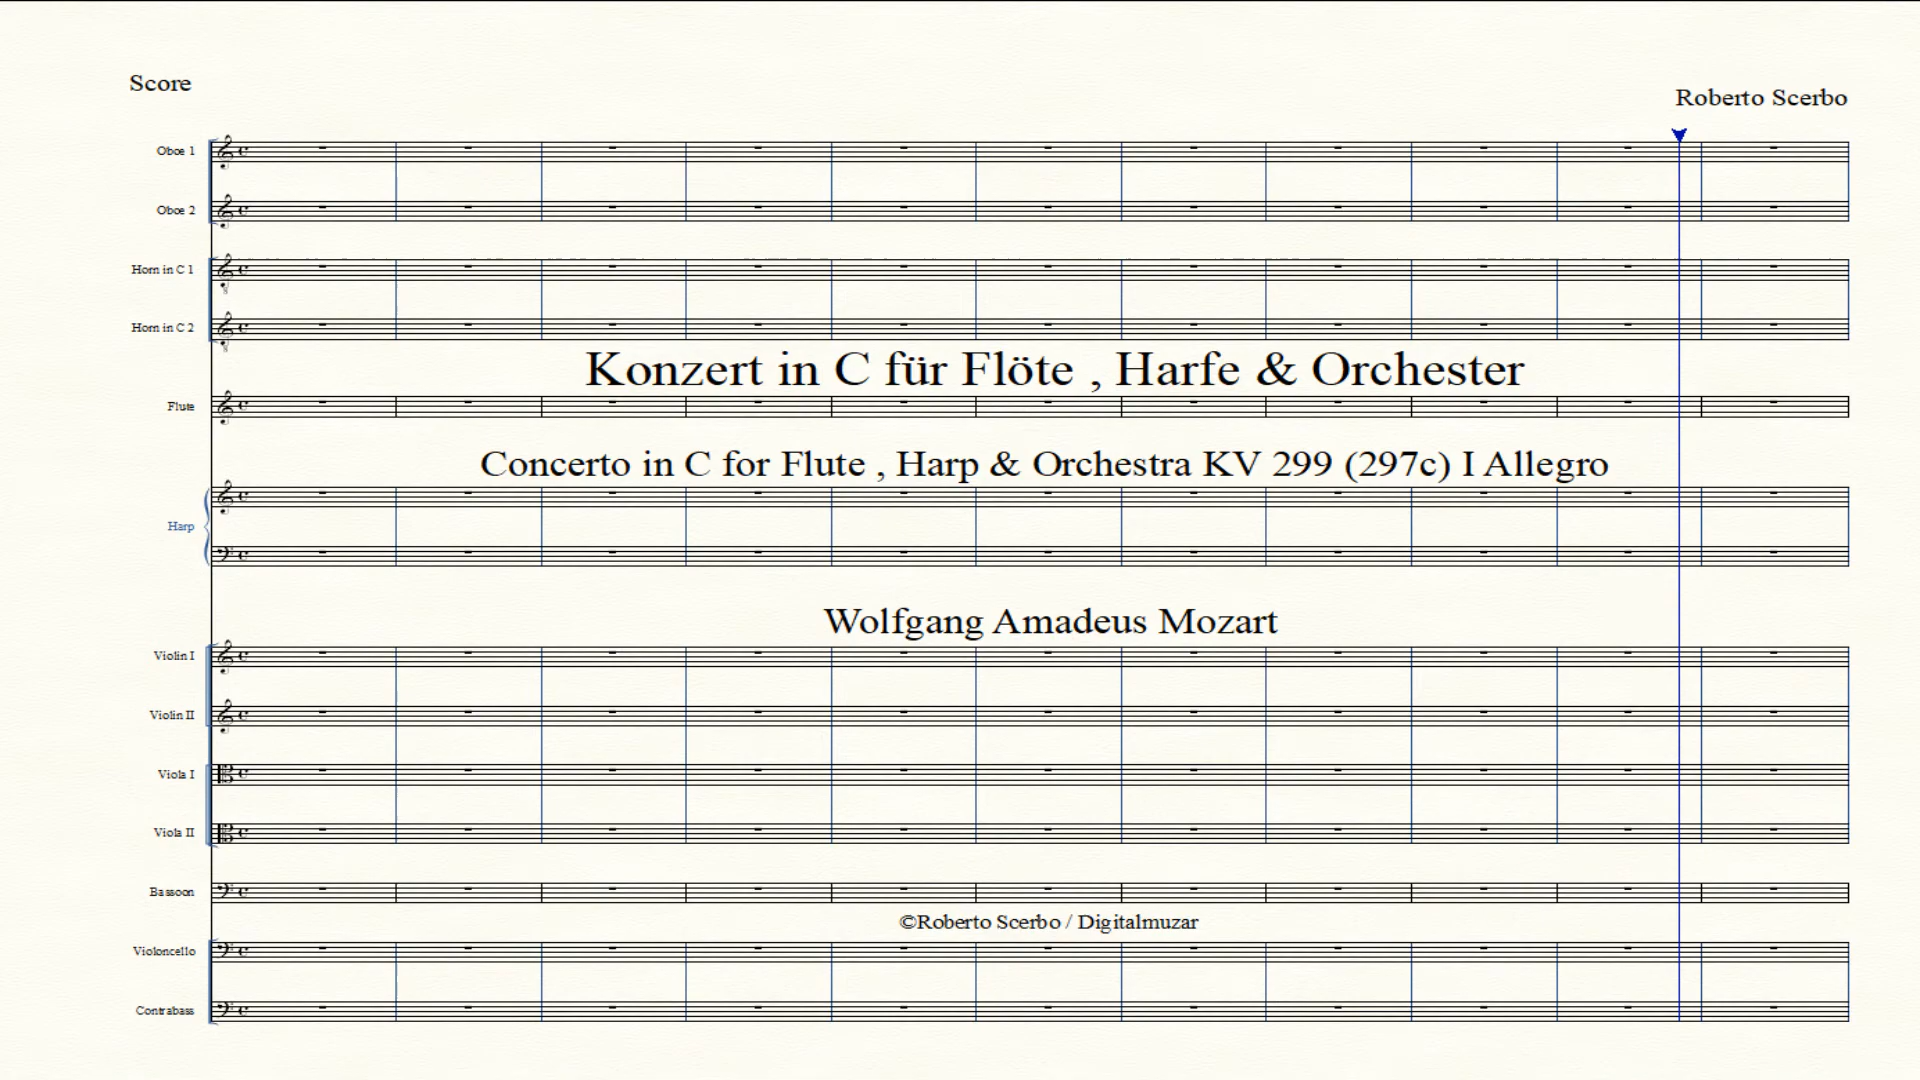 Score
Roberto Scerbo
Oboe 1
Oboe 2
Horn in C 1
Horn in C 2
Konzert in C für Flöte , Harfe & Orchester
Flute
Concerto in C for Flute , Harp & Orchestra KV 299 (297c) I Allegro
Harp
Wolfgang Amadeus Mozart
Violin I
Violin II
Viola I
Viola II
Bassoon
©Roberto Scerbo / Digitalmuzar
Violoncello
Contrabass